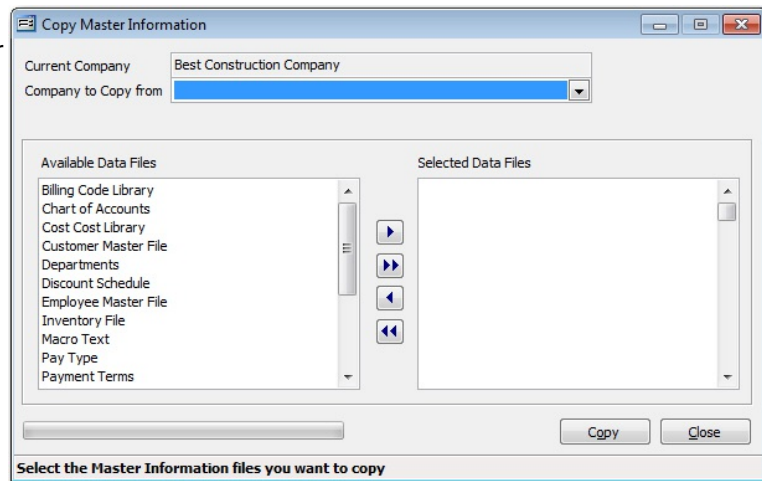 Copy Master Information
r
Current Company Best Construction Company
Company to Copy from
Available Data Files Selected Data Files
Billing Code Library
Chart of Accounts
Cost Cost Library
Customer Master File
Departments
Discount Schedule
Employee Master File
Inventory File
Macro Text
Pay Type
Payment Terms
Copy Close
Select the Master Information files you want to copy